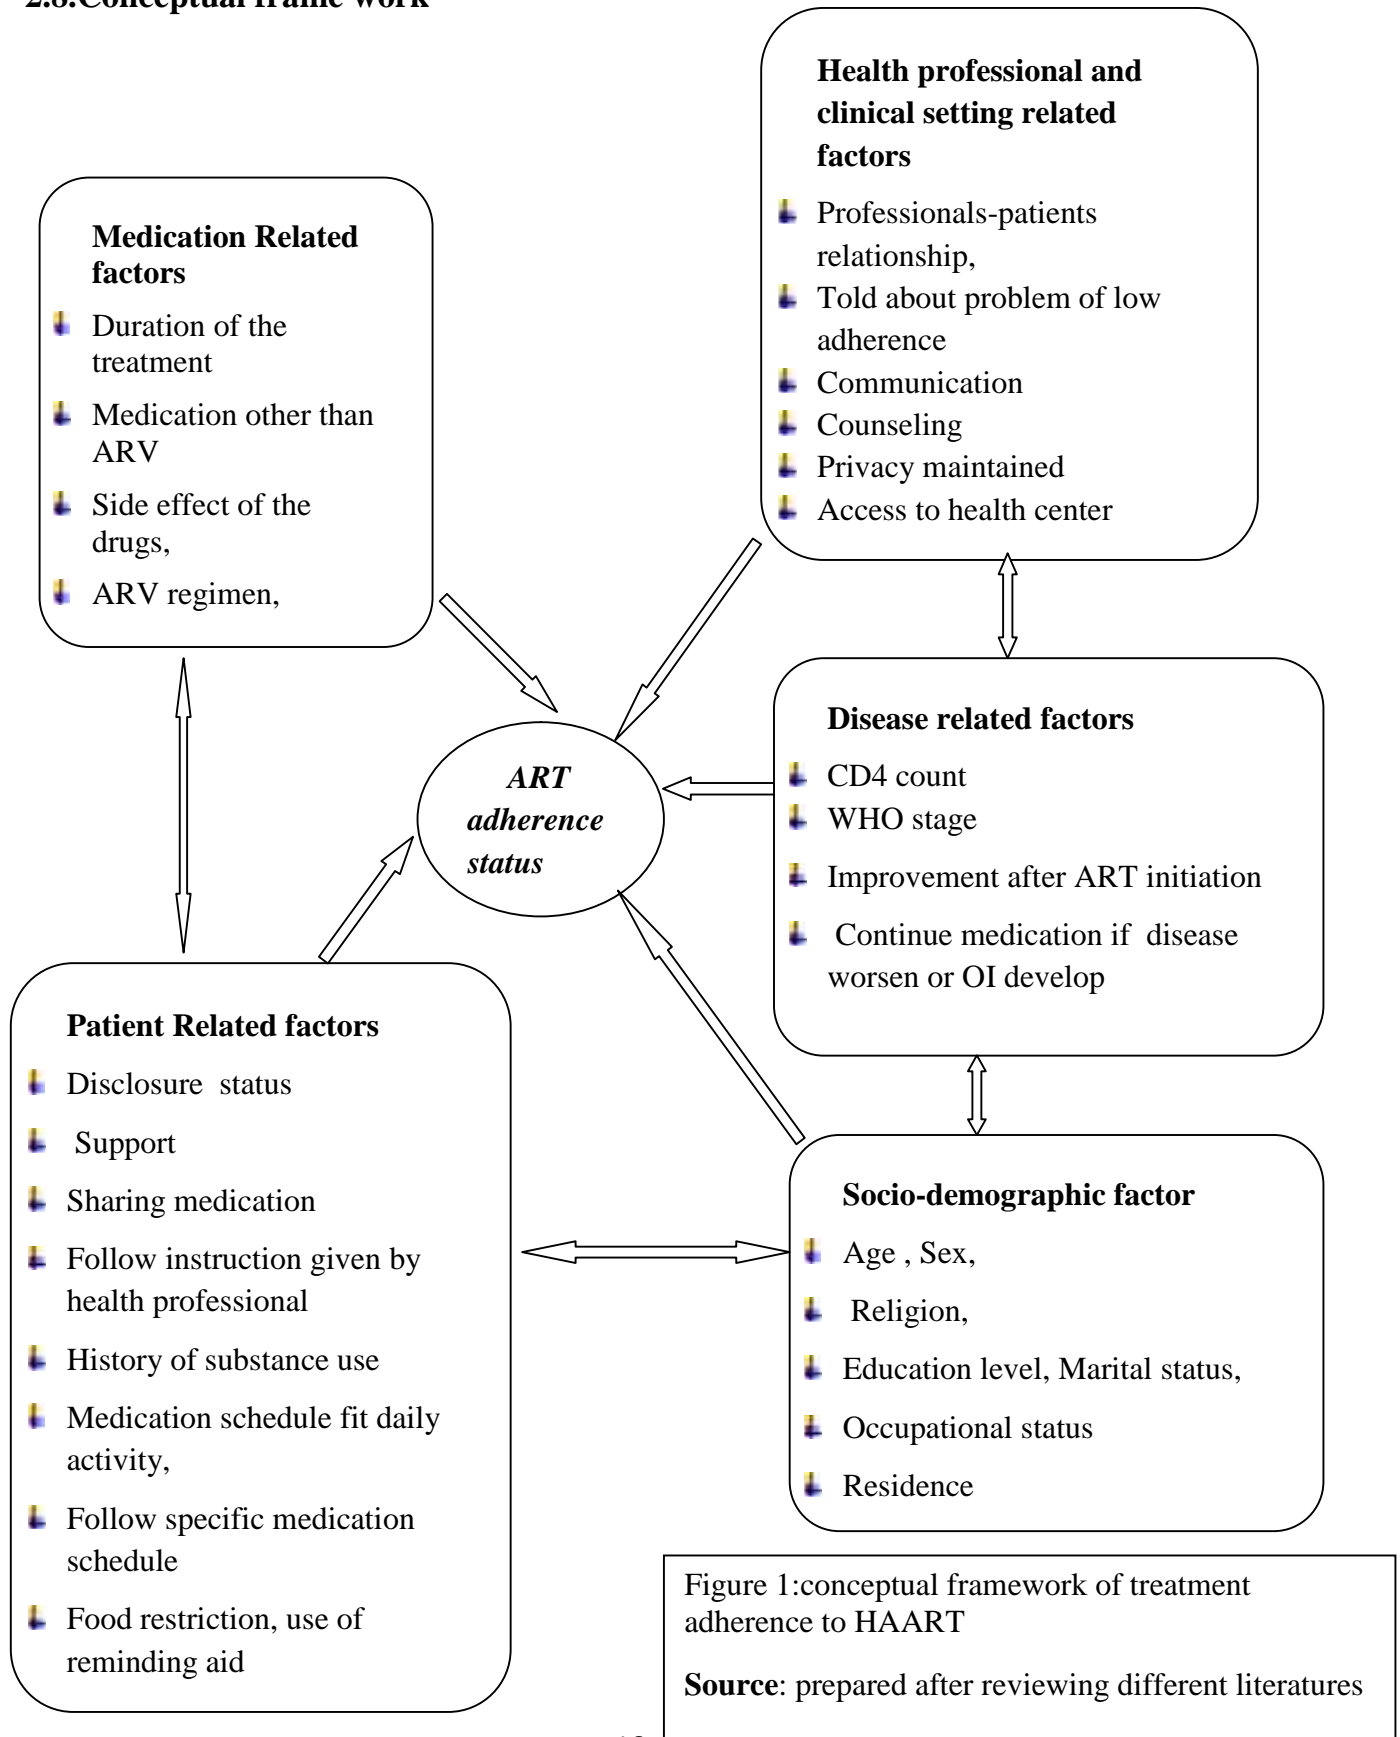 2.8.Conceptual frame work
Health professional and
clinical setting related
factors
Professionals-patients
relationship,
Told about problem of low
adherence
Communication
Counseling
Privacy maintained
Access to health center
Medication Related
factors
Duration of the
treatment
Medication other than
ARV
Side effect of the
drugs,
ARV regimen,
Disease related factors
CD4 count
WHO stage
Improvement after ART initiation
Continue medication if disease
worsen or OI develop
ART
adherence
status
Patient Related factors
Disclosure status
Support
Sharing medication
Follow instruction given by
health professional
History of substance use
Medication schedule fit daily
activity,
Follow specific medication
schedule
Food restriction, use of
reminding aid
Socio-demographic factor
Age , Sex,
Religion,
Education level, Marital status,
Occupational status
Residence
Figure 1:conceptual framework of treatment
adherence to HAART
Source: prepared after reviewing different literatures